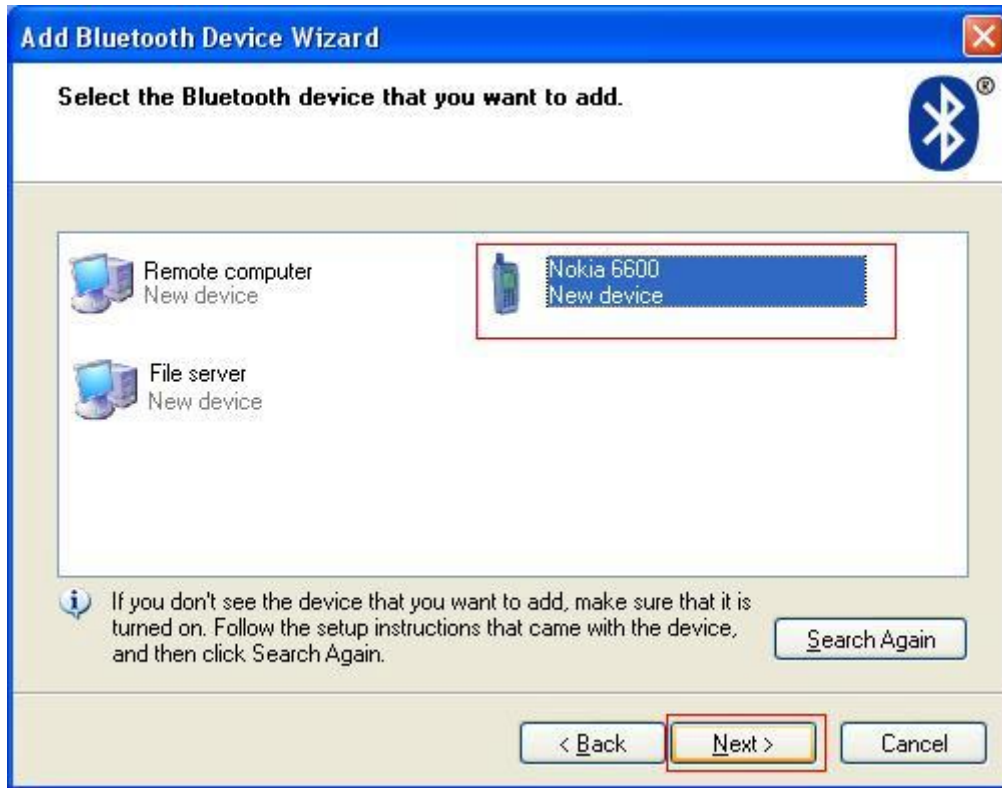 Add Bluetooth Device Wizard
Select the Bluetooth device that you want to add.
®
Remote computer
New device
Nokia 6600
New device
File server
New device
If you don't see the device that you want to add, make sure that it is
turned on. Follow the setup instructions that came with the device,
and then click Search Again.
Search Again
< Back
Next >
Cancel